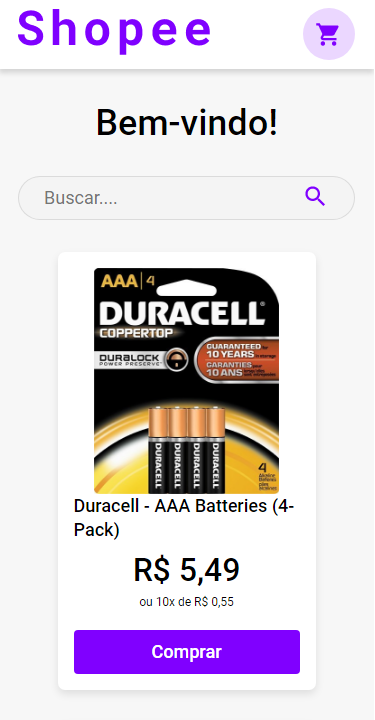 Shopee
Bem-vindo!
Buscar....
AAA 4
DURACELL
COPPERTOP
GUARANTEED
10 YEARS in storage
DURALOCK
POWER PRESERVE
GARANTIES
10 ANS
DURACELL
DURACELL
DURACELL
DURACELL
4
Duracell - AAA Batteries (4-
Pack)
R$ 5,49
ou 10x de R$ 0,55
Comprar